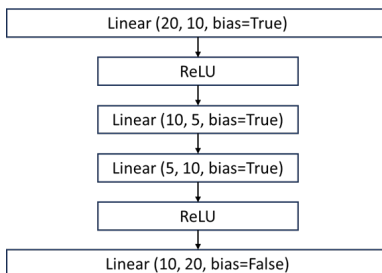 Linear (20, 10, bias=True)
ReLU
Linear (10, 5, bias=True)
Linear (5, 10, bias=True)
ReLU
Linear (10, 20, bias=False)